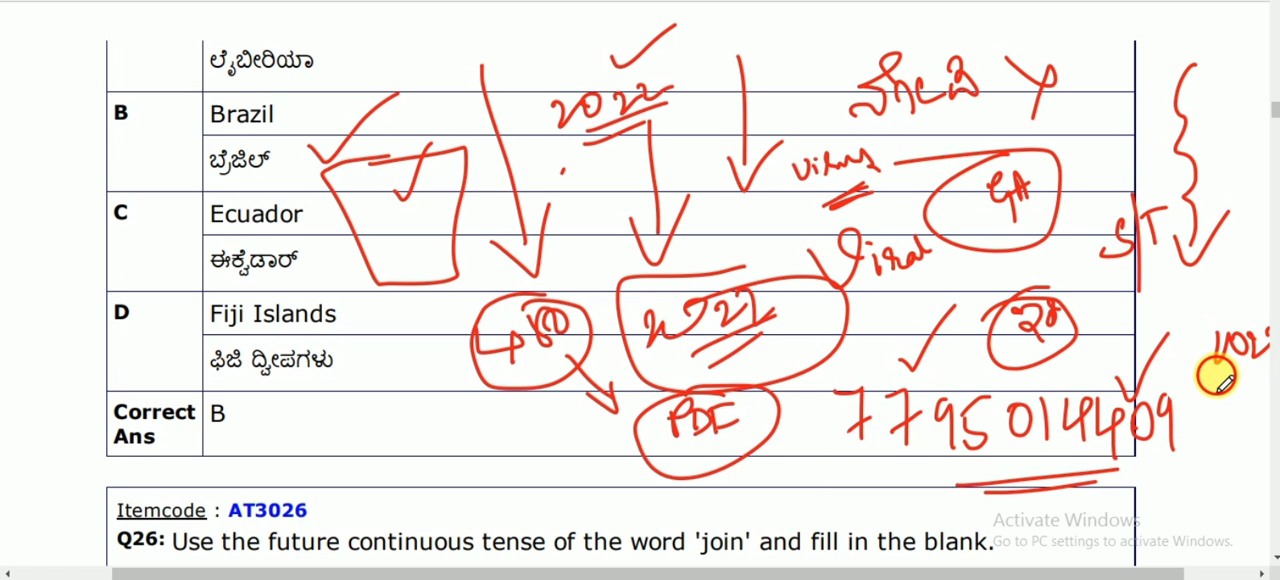 ಲೈಬೀರಿಯಾ
B Brazil
ಬ್ರೆಜಿಲ್
2022
virus
GA
C Ecuador
S/T
ಈಕ್ವೆಡಾರ್
Viral
D Fiji Islands
2022
ಫಿಜಿ ದ್ವೀಪಗಳು
Correct Ans B
PDF
7795014409
Itemcode : AT3026
Q26: Use the future continuous tense of the word 'join' and fill in the blank.
Activate Windows
Go to PC settings to activate Windows.